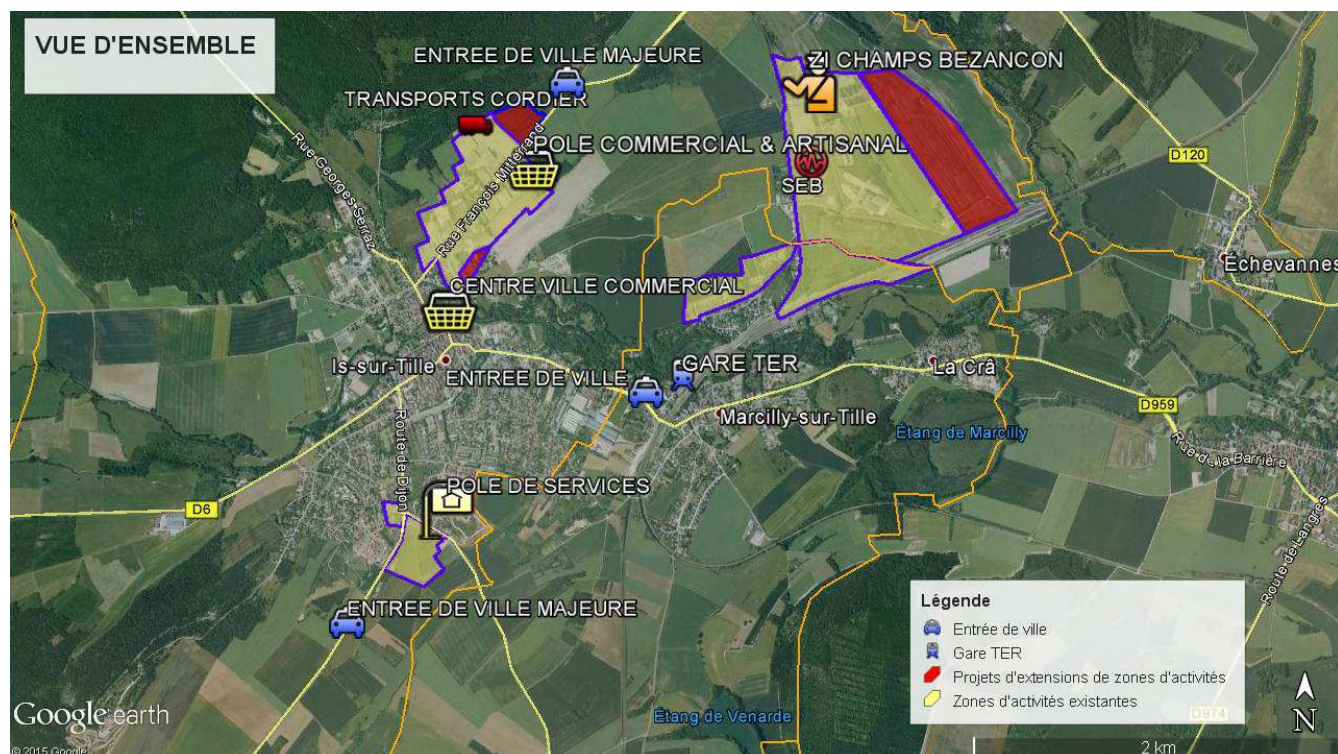 VUE D'ENSEMBLE
ENTREE DE VILLE MAJEURE
ZI CHAMPS BEZANCON
TRANSPORTS CORDIER
POLE COMMERCIAL & ARTISANAL
D120
SEB
Rue Georges Serraz
Rue François Mitterrand
Échevannes
CENTRE VILLE COMMERCIAL
Is-sur-Tille
ENTREE DE VILLE
GARE TER
La Crâ
D959
Marcilly-sur-Tille
Étang de Marcilly
Rue de la Barrière
Route de Dijon
POLE DE SERVICES
D6
Route de Langres
ENTREE DE VILLE MAJEURE
Légende
Entrée de ville
Gare TER
Projets d'extensions de zones d'activités
Zones d'activités existantes
D974
Étang de Venarde
Google earth
N
© 2015 Google
2 km